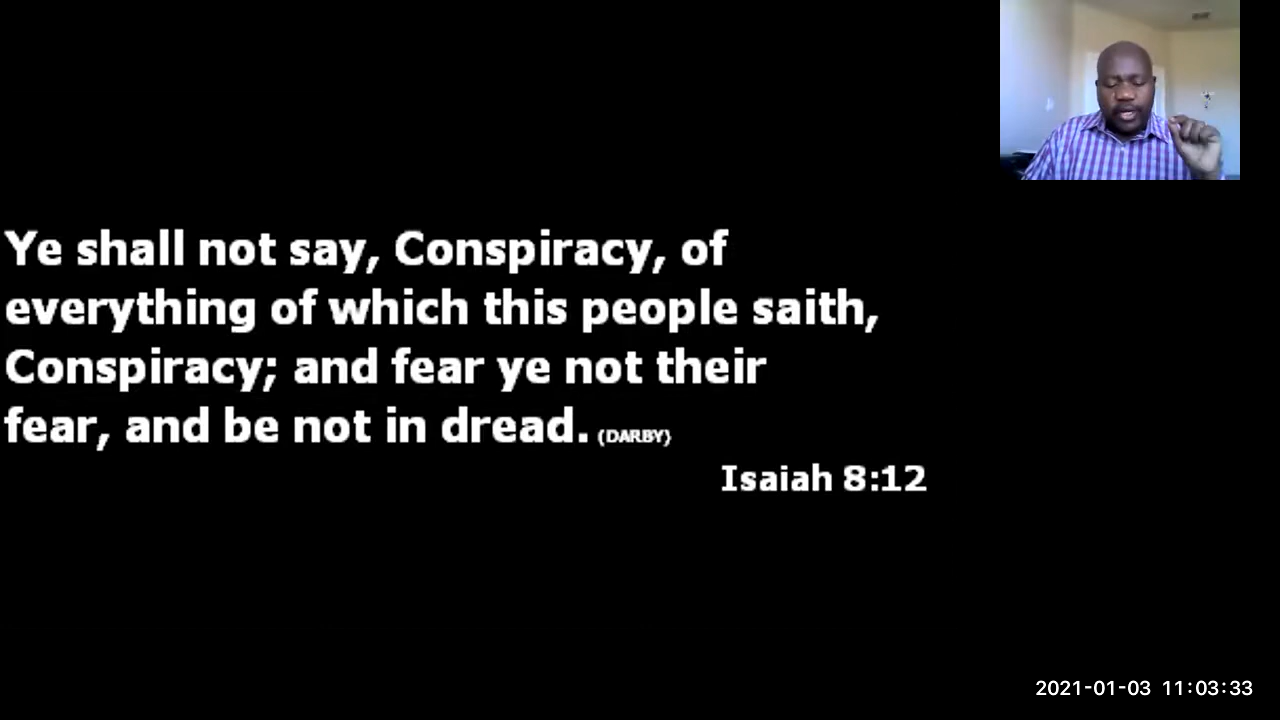 Ye shall not say, Conspiracy, of
everything of which this people saith,
Conspiracy; and fear ye not their
fear, and be not in dread. (DARBY)
Isaiah 8:12
2021-01-03 11:03:33